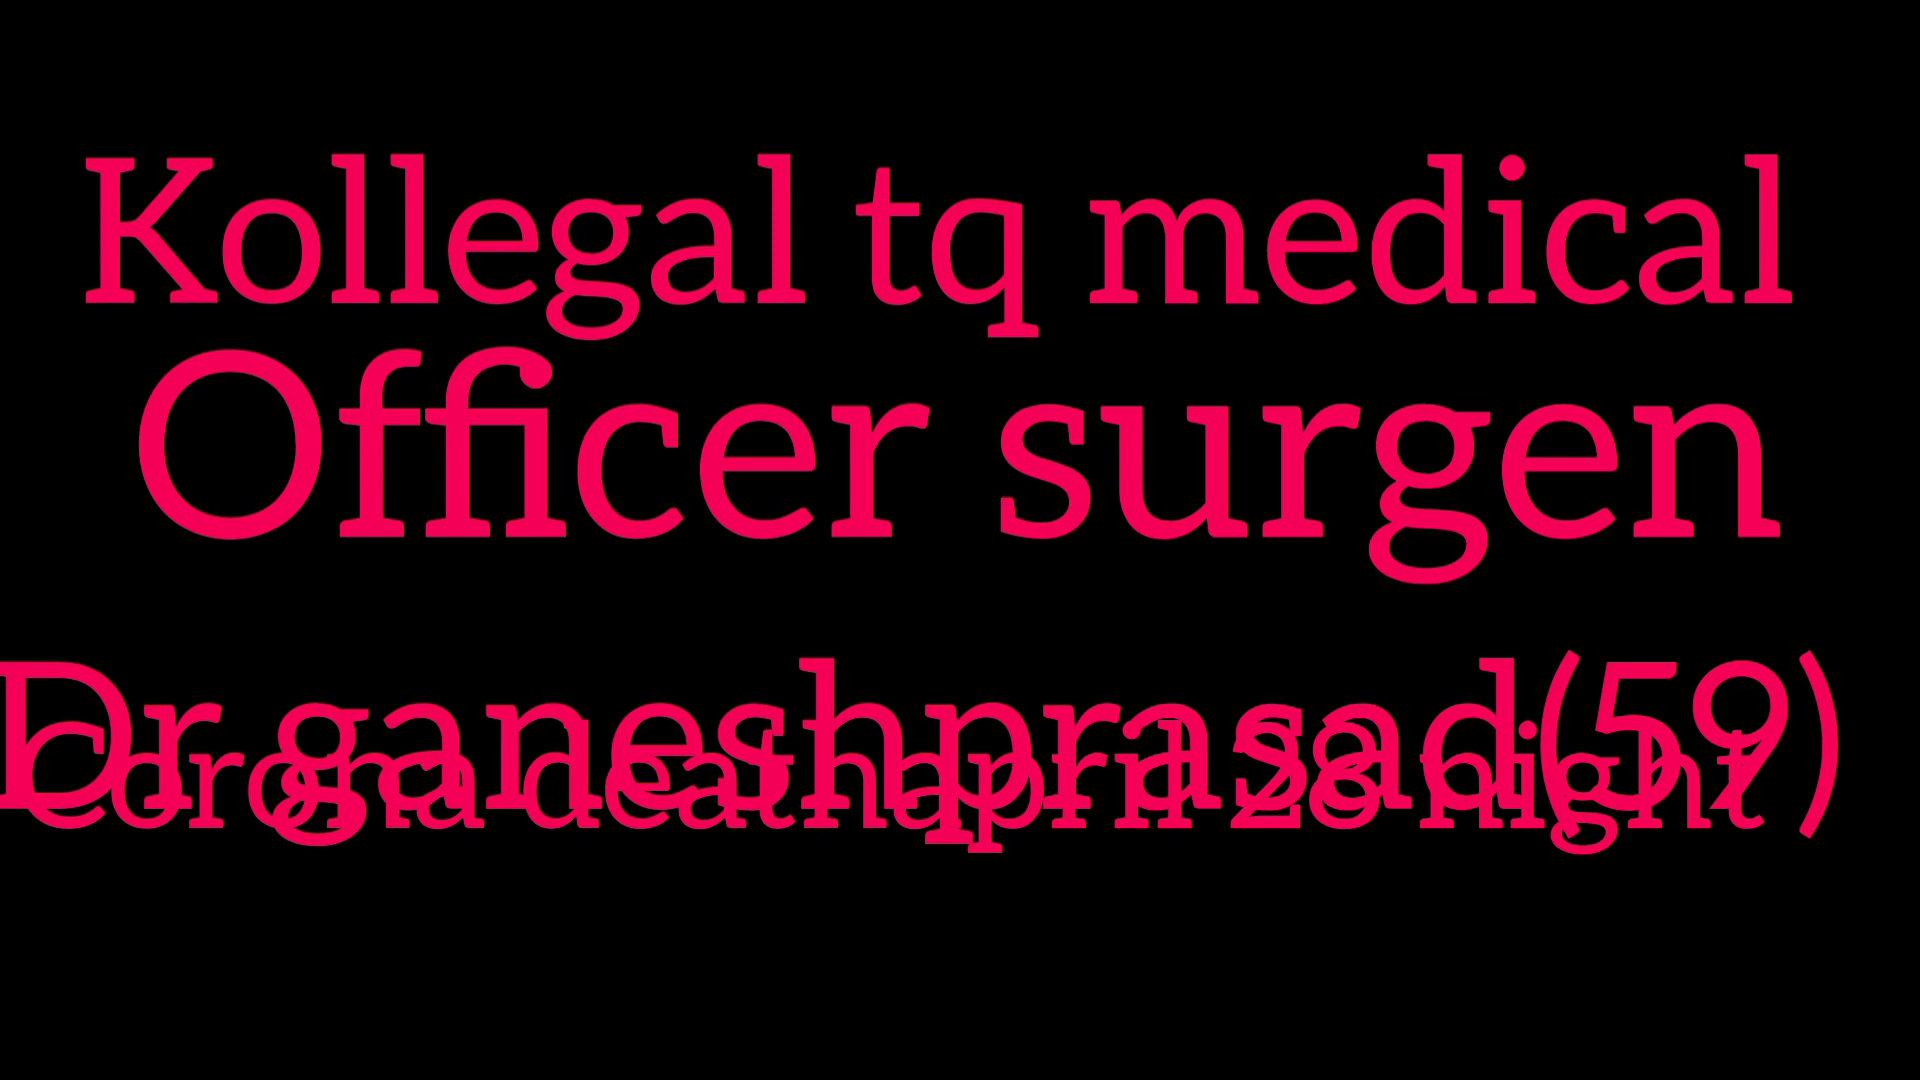 Kollegal tq medical
Officer surgen
Dr ganeshprasad(59)
Corona death april 28 night